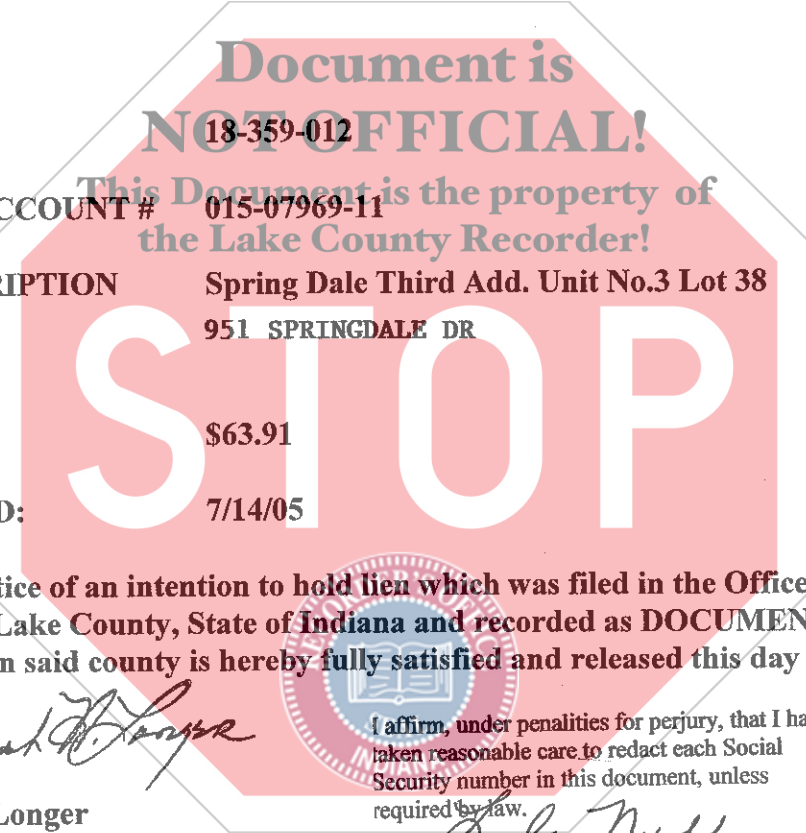 Document is
NOT OFFICIAL!
18-359-012
This Document is the property of
CCOUNT # 015-07969-11
the Lake County Recorder!
RIPTION Spring Dale Third Add. Unit No.3 Lot 38
951 SPRINGDALE DR
STOP
$63.91
D: 7/14/05
tice of an intention to hold lien which was filed in the Office
Lake County, State of Indiana and recorded as DOCUMEN
n said county is hereby fully satisfied and released this day
INDIANA
I affirm, under penalities for perjury, that I ha
taken reasonable care to redact each Social
Security number in this document, unless
required by law.
Longer